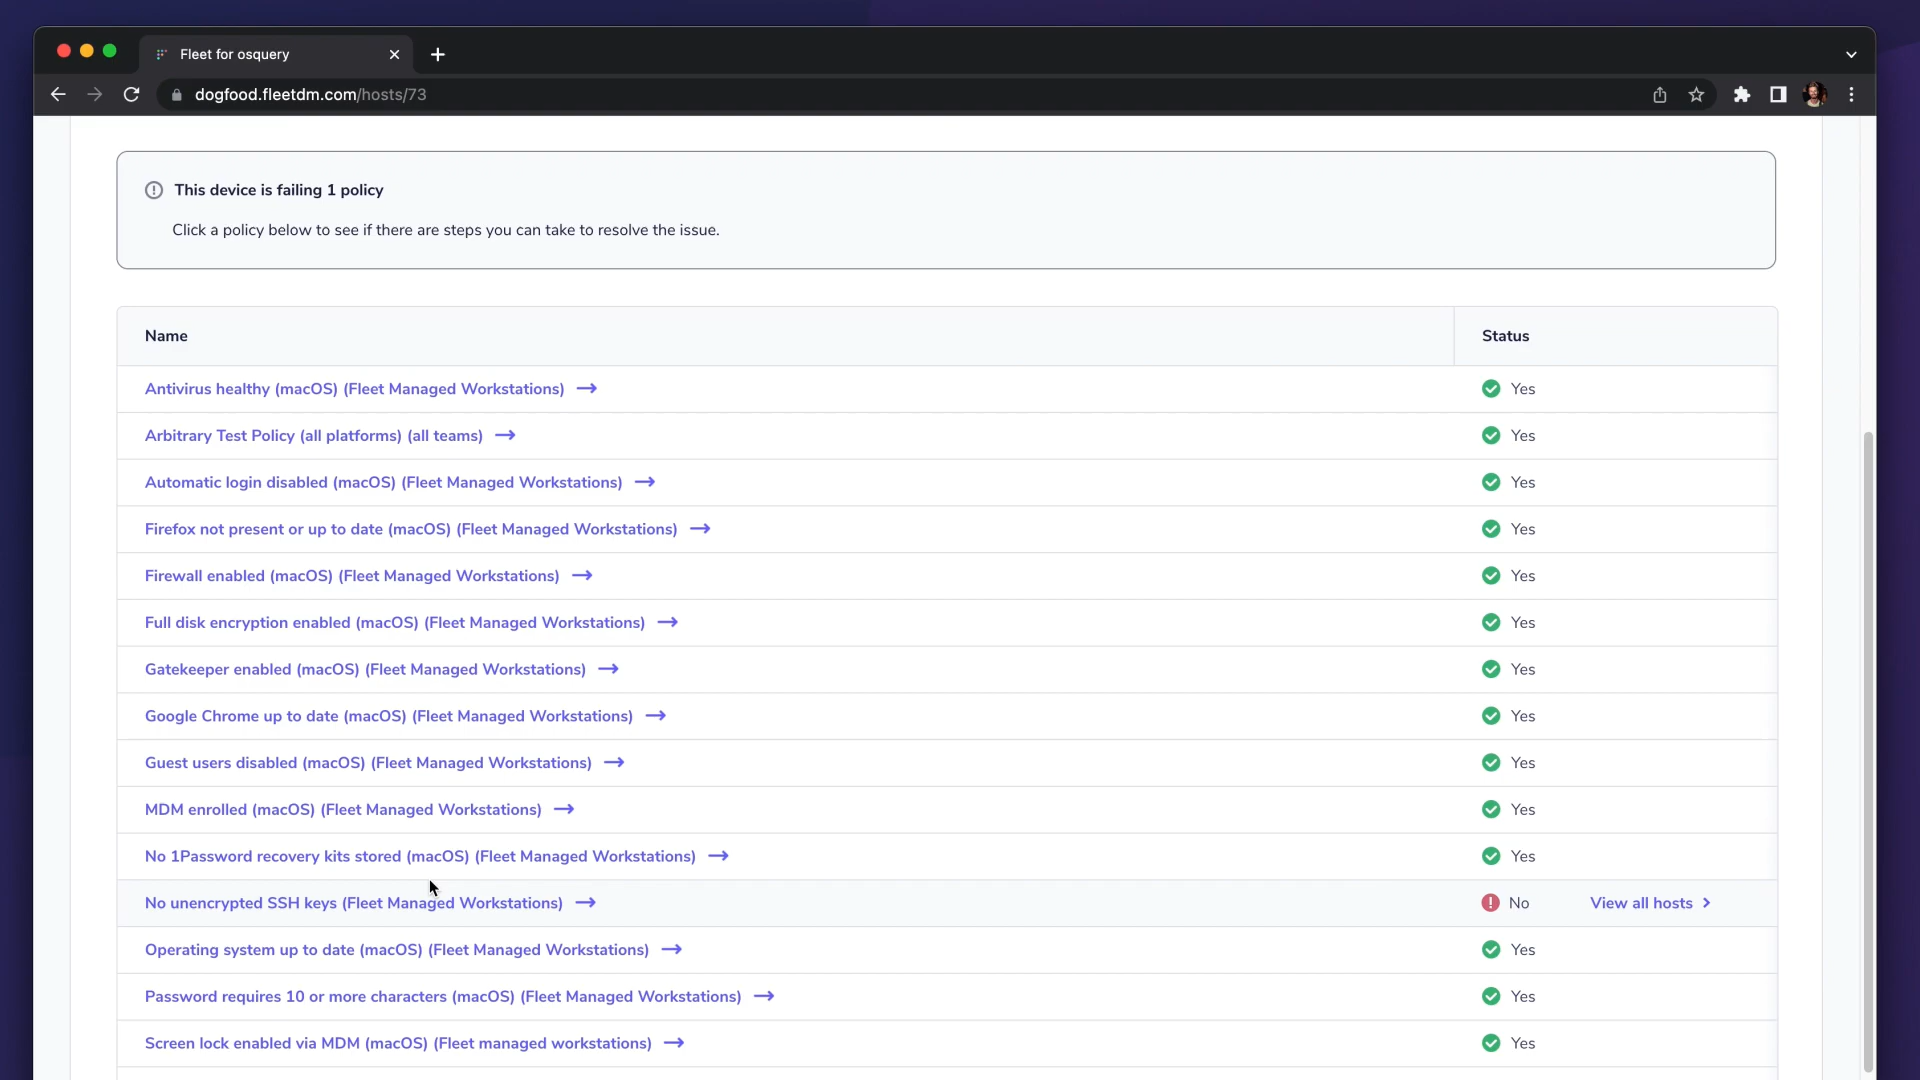 Fleet for osquery
dogfood.fleetdm.com/hosts/73
This device is failing 1 policy
Click a policy below to see if there are steps you can take to resolve the issue.
Name Status
Antivirus healthy (macOS) (Fleet Managed Workstations) → Yes
Arbitrary Test Policy (all platforms) (all teams) → Yes
Automatic login disabled (macOS) (Fleet Managed Workstations) → Yes
Firefox not present or up to date (macOS) (Fleet Managed Workstations) → Yes
Firewall enabled (macOS) (Fleet Managed Workstations) → Yes
Full disk encryption enabled (macOS) (Fleet Managed Workstations) → Yes
Gatekeeper enabled (macOS) (Fleet Managed Workstations) → Yes
Google Chrome up to date (macOS) (Fleet Managed Workstations) → Yes
Guest users disabled (macOS) (Fleet Managed Workstations) → Yes
MDM enrolled (macOS) (Fleet Managed Workstations) → Yes
No 1Password recovery kits stored (macOS) (Fleet Managed Workstations) → Yes
No unencrypted SSH keys (Fleet Managed Workstations) → No View all hosts >
Operating system up to date (macOS) (Fleet Managed Workstations) → Yes
Password requires 10 or more characters (macOS) (Fleet Managed Workstations) → Yes
Screen lock enabled via MDM (macOS) (Fleet managed workstations) → Yes